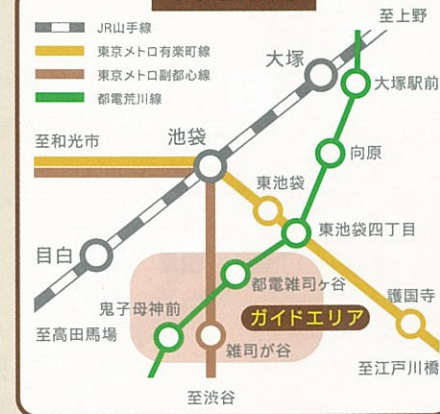 JR山手線
東京メトロ有楽町線
東京メトロ副都心線
都電荒川線
至上野
大塚
大塚駅前
至和光市
池袋
向原
東池袋
東池袋四丁目
目白
都電雑司ヶ谷
護国寺
鬼子母神前
ガイドエリア
至高田馬場
雑司が谷
至江戸川橋
至渋谷